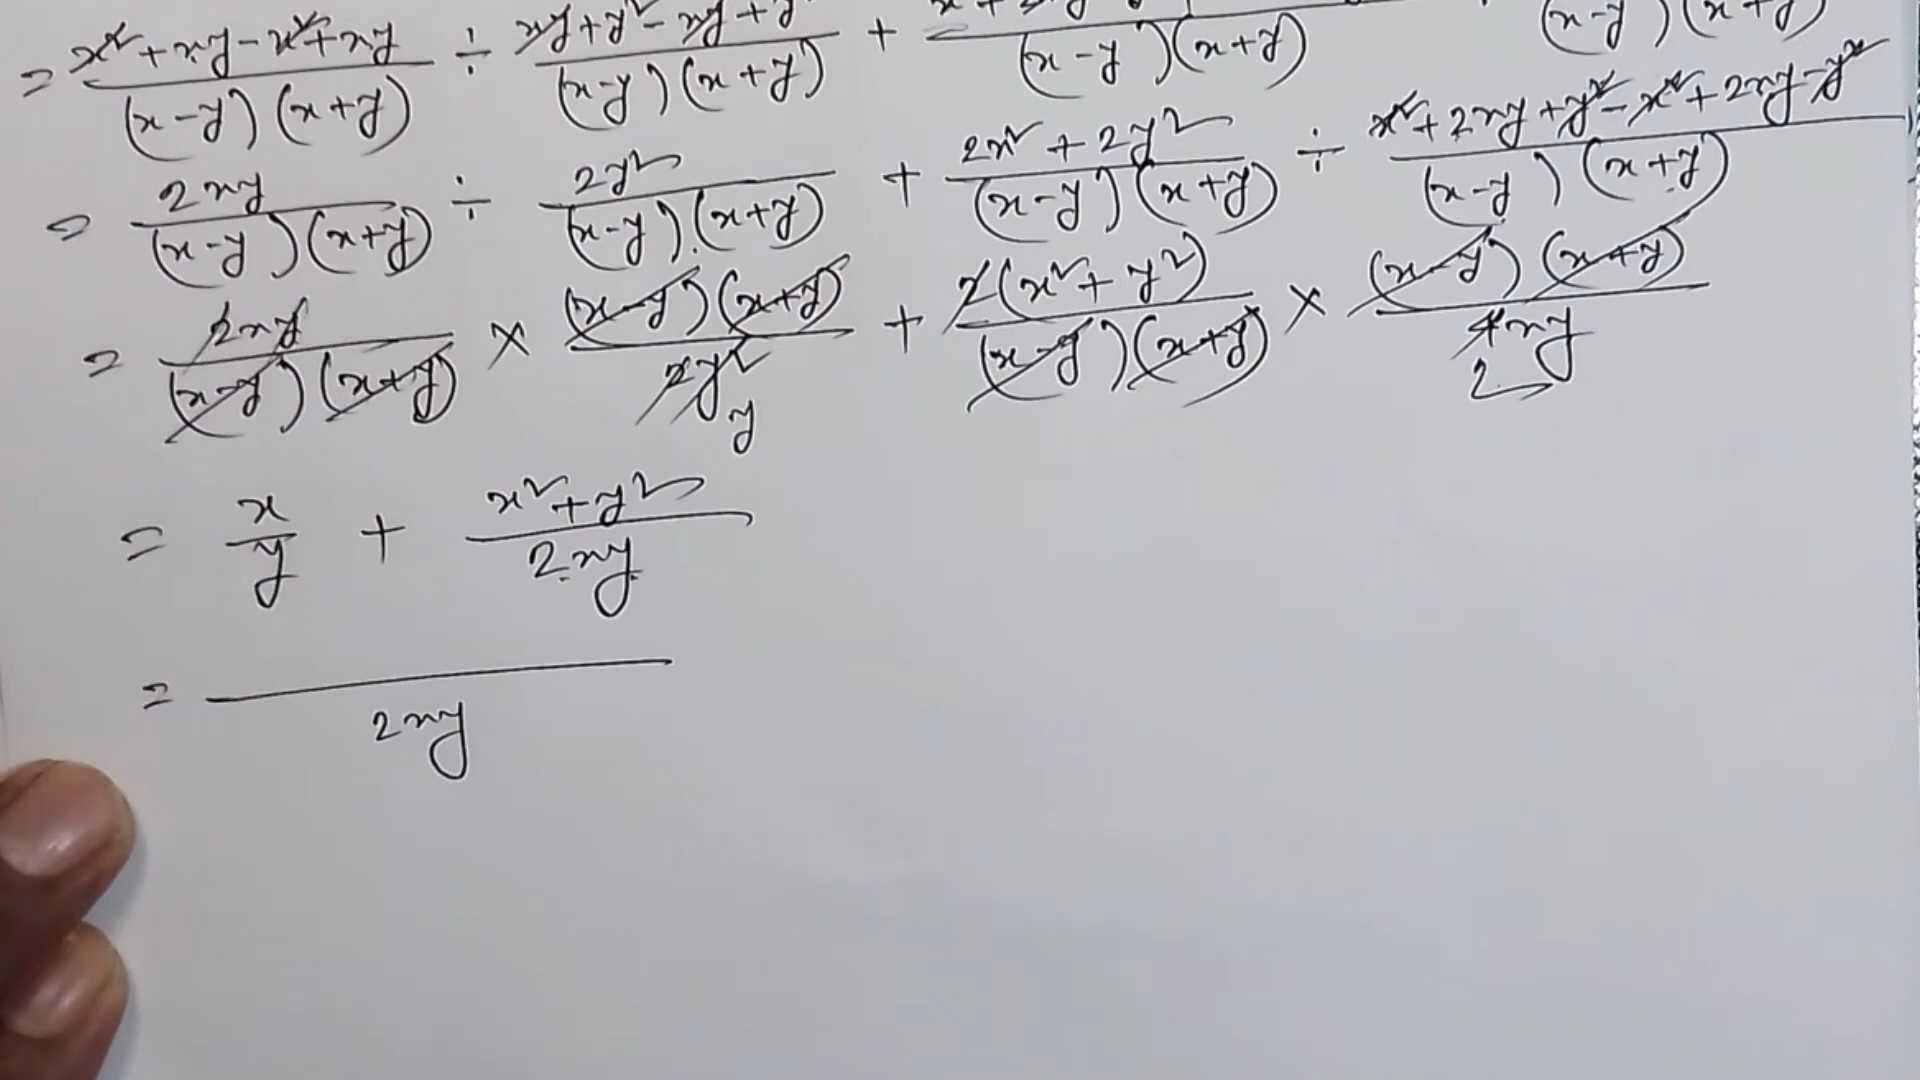 = x²+xy-x²+xy / (x-y)(x+y) ÷ xy+y²-xy+y² / (x-y)(x+y) + / (x-y)(x+y) (x-y)(x+y)
= 2xy / (x-y)(x+y) ÷ 2y² / (x-y)(x+y) + 2x²+2y² / (x-y)(x+y) ÷ x²+2xy+y²-x²+2xy-y² / (x-y)(x+y)
= 2xy / (x-y)(x+y) × (x-y)(x+y) / 2y² y + 2(x²+y²) / (x-y)(x+y) × (x-y)(x+y) / 4xy 2
= x/y + x²+y² / 2xy
= / 2xy